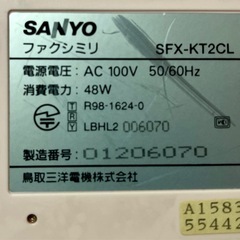 SANYO
ファクシミリ SFX-KT2CL
電源電圧：AC 100V 50/60Hz
消費電力：48W
R98-1624-0
LBHL2 006070
製造番号：01206070
鳥取三洋電機株式会社
A1583
55442